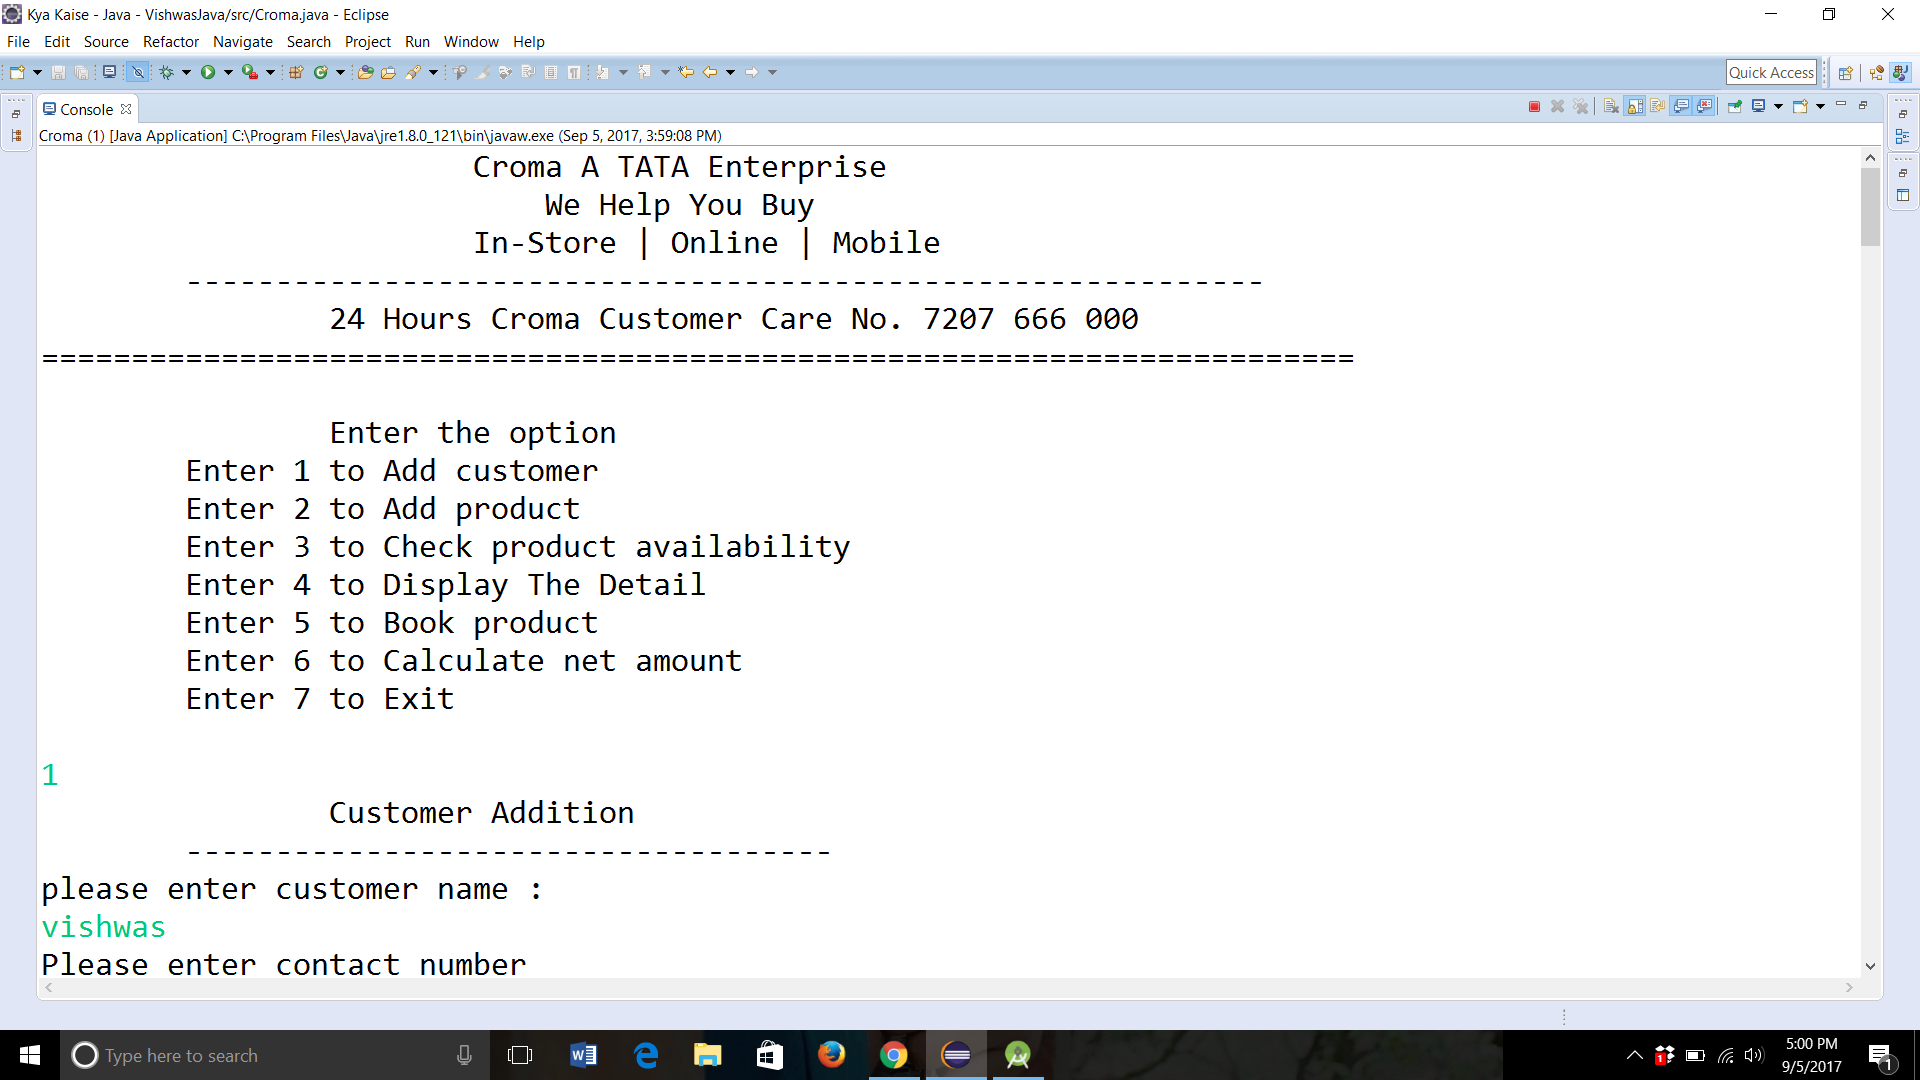 Kya Kaise - Java - VishwasJava/src/Croma.java - Eclipse
File Edit Source Refactor Navigate Search Project Run Window Help
Quick Access
Console
Croma (1) [Java Application] C:\Program Files\Java\jre1.8.0_121\bin\javaw.exe (Sep 5, 2017, 3:59:08 PM)
Croma A TATA Enterprise
We Help You Buy
In-Store | Online | Mobile
------------------------------------------------------------
24 Hours Croma Customer Care No. 7207 666 000
=========================================================================
Enter the option
Enter 1 to Add customer
Enter 2 to Add product
Enter 3 to Check product availability
Enter 4 to Display The Detail
Enter 5 to Book product
Enter 6 to Calculate net amount
Enter 7 to Exit
1
Customer Addition
------------------------------------
please enter customer name :
vishwas
Please enter contact number
Type here to search
1
5:00 PM
9/5/2017
1